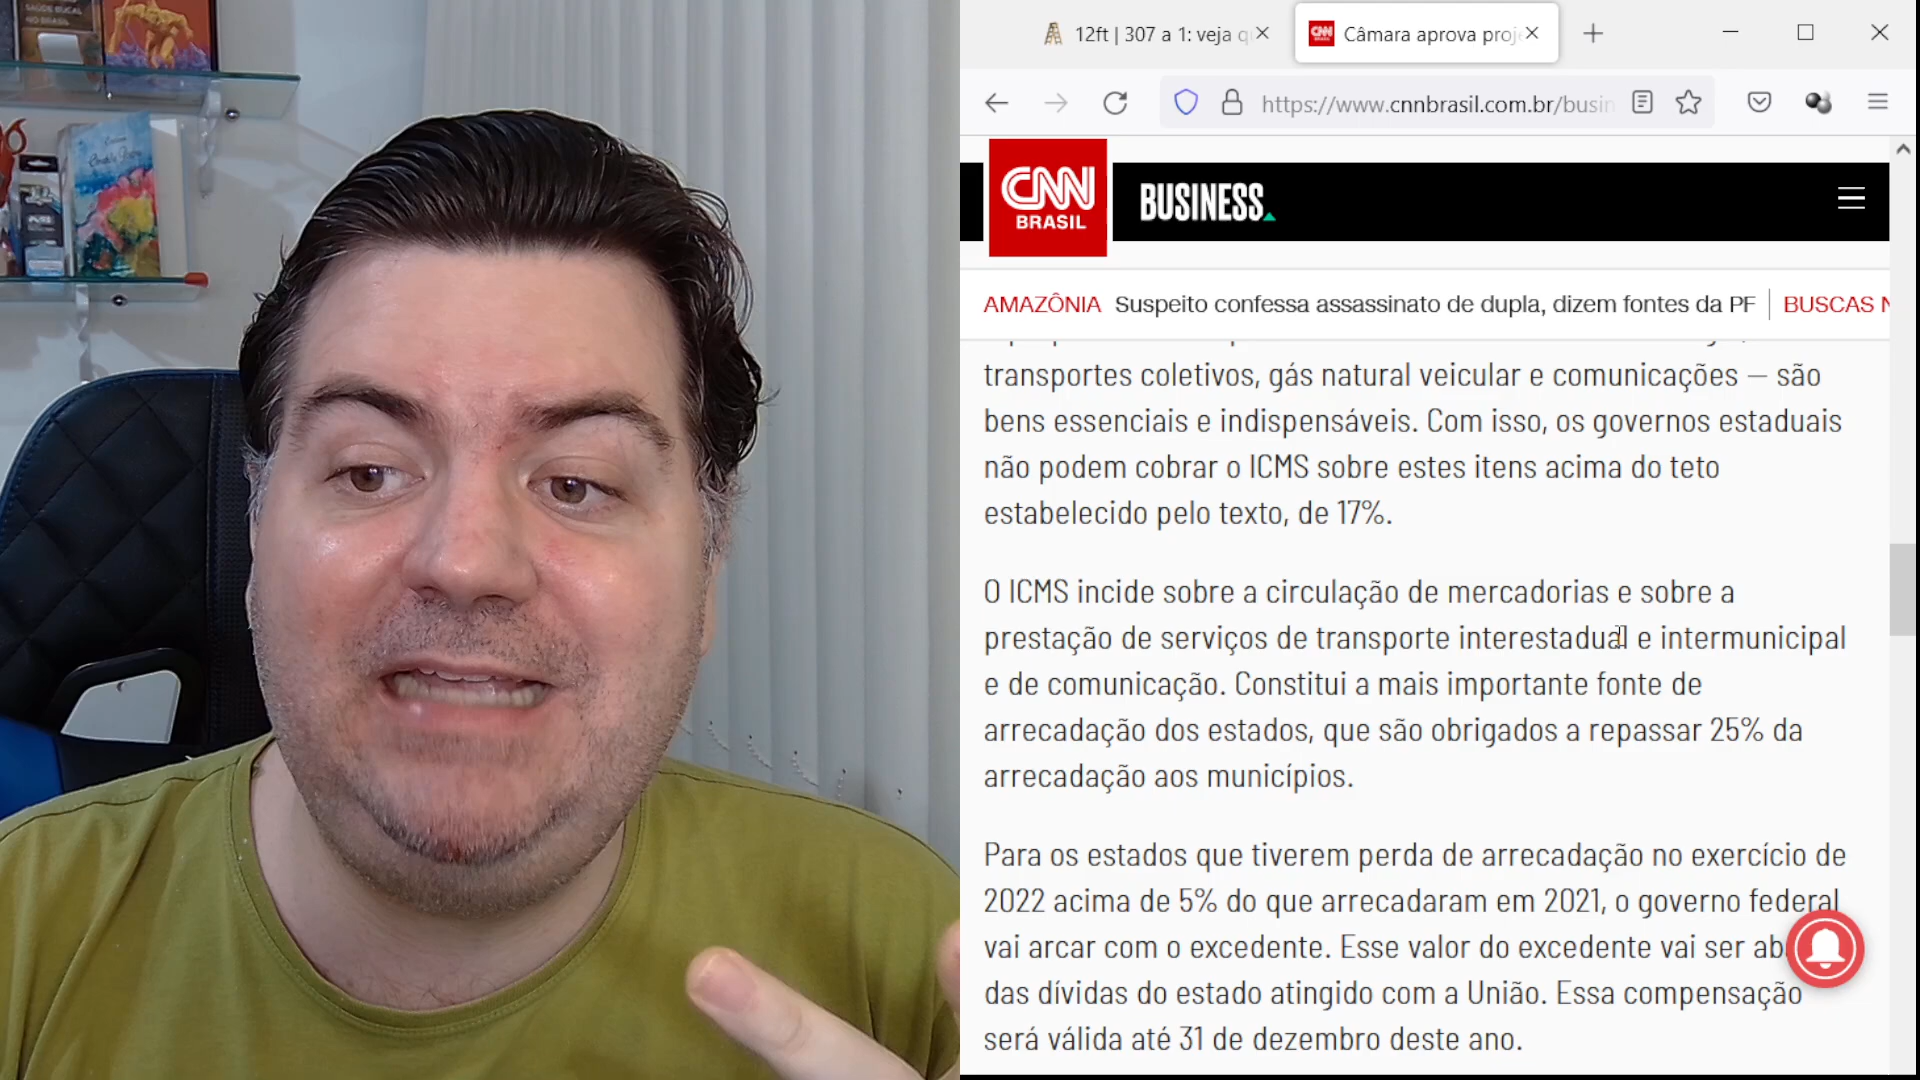 SAÚDE BUCAL
NO BRASIL
12ft | 307 a 1: veja q
Câmara aprova proj
https://www.cnnbrasil.com.br/busin
CNN
BRASIL
BUSINESS
AMAZÔNIA Suspeito confessa assassinato de dupla, dizem fontes da PF BUSCAS N
transportes coletivos, gás natural veicular e comunicações — são
bens essenciais e indispensáveis. Com isso, os governos estaduais
não podem cobrar o ICMS sobre estes itens acima do teto
estabelecido pelo texto, de 17%.
O ICMS incide sobre a circulação de mercadorias e sobre a
prestação de serviços de transporte interestadual e intermunicipal
e de comunicação. Constitui a mais importante fonte de
arrecadação dos estados, que são obrigados a repassar 25% da
arrecadação aos municípios.
Para os estados que tiverem perda de arrecadação no exercício de
2022 acima de 5% do que arrecadaram em 2021, o governo federal
vai arcar com o excedente. Esse valor do excedente vai ser ab
das dívidas do estado atingido com a União. Essa compensação
será válida até 31 de dezembro deste ano.